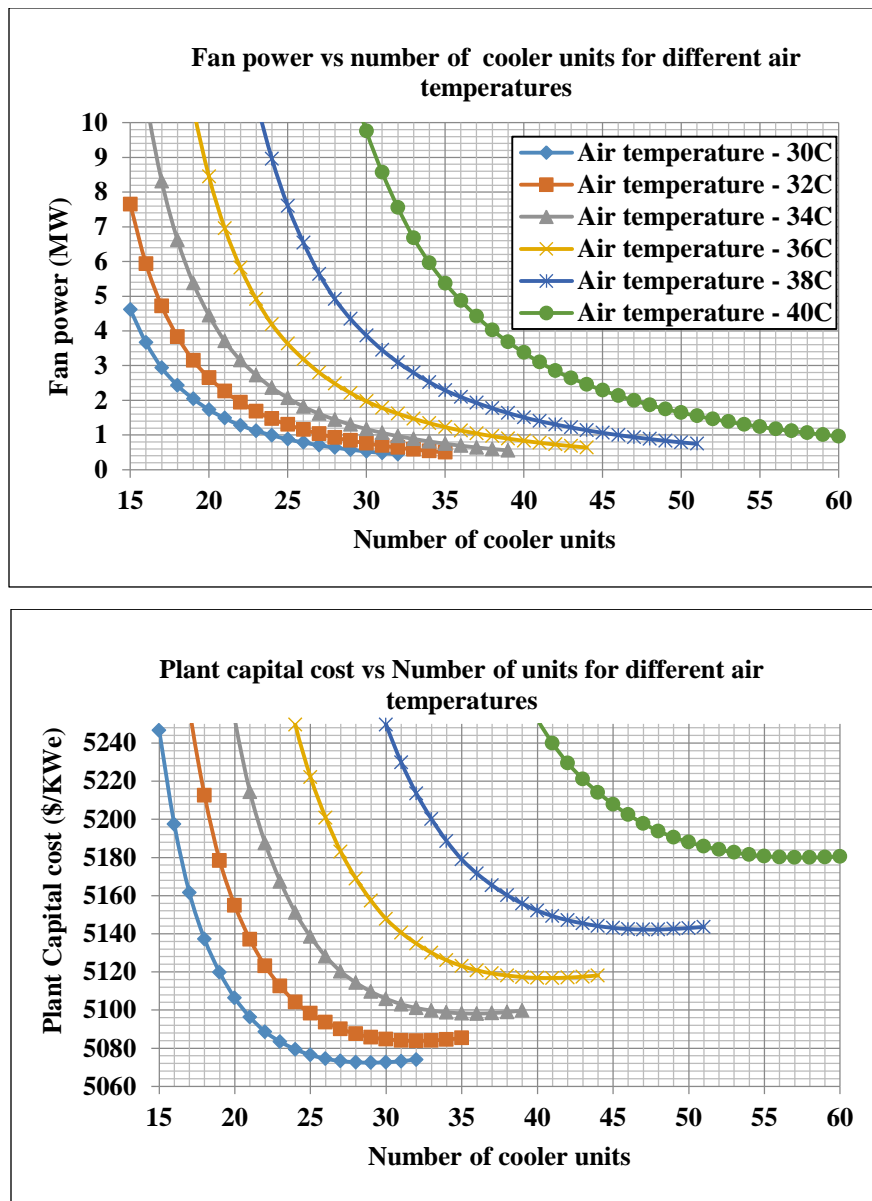 Fan power vs number of cooler units for different air
temperatures
10
9
8
7
6
5
4
3
2
1
0
Fan power (MW)
Air temperature - 30C
Air temperature - 32C
Air temperature - 34C
Air temperature - 36C
Air temperature - 38C
Air temperature - 40C
15 20 25 30 35 40 45 50 55 60
Number of cooler units
Plant capital cost vs Number of units for different air
temperatures
5240
5220
5200
5180
5160
5140
5120
5100
5080
5060
Plant Capital cost ($/KWe)
15 20 25 30 35 40 45 50 55 60
Number of cooler units